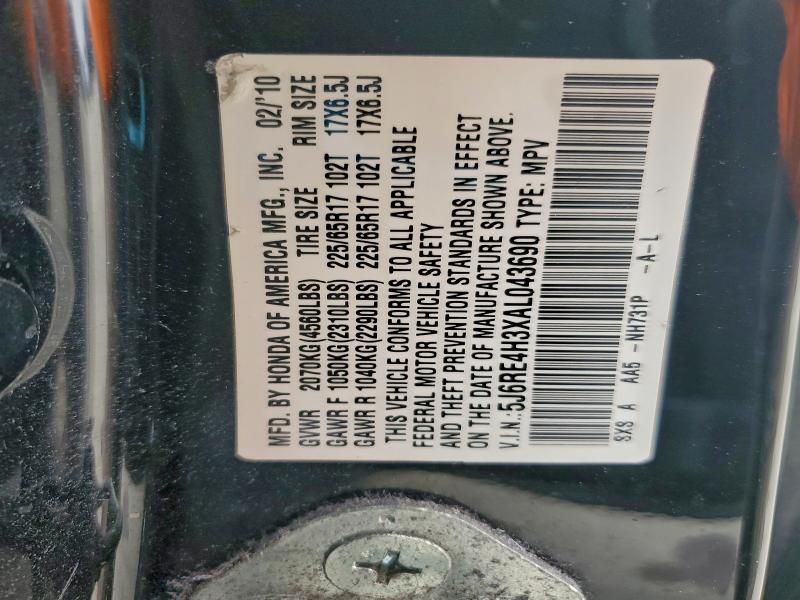 MFD. BY HONDA OF AMERICA MFG., INC. 02/'10
GVWR 2070KG(4560LBS) TIRE SIZE RIM SIZE
GAWR F 1050KG(2310LBS) 225/65R17 102T 17X6.5J
GAWR R 1040KG(2290LBS) 225/65R17 102T 17X6.5J
THIS VEHICLE CONFORMS TO ALL APPLICABLE
FEDERAL MOTOR VEHICLE SAFETY
AND THEFT PREVENTION STANDARDS IN EFFECT
ON THE DATE OF MANUFACTURE SHOWN ABOVE.
V.I.N.:5J6RE4H3XAL043690 TYPE: MPV
SXS A AA5 -NH731P -A-L